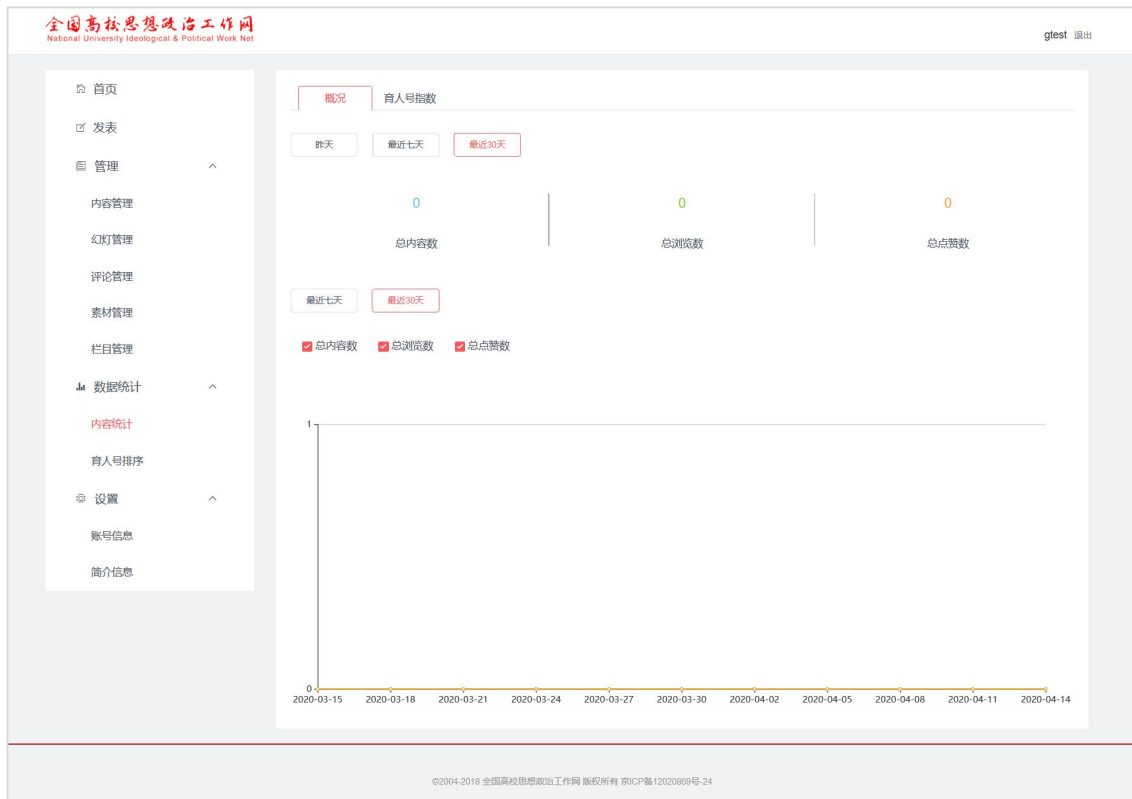 全国高校思想政治工作网
National University Ideological & Political Work Net
gtest 退出
首页
发表
管理
内容管理
幻灯管理
评论管理
素材管理
栏目管理
数据统计
内容统计
育人号排序
设置
账号信息
简介信息
概况 育人号指数
昨天 最近七天 最近30天
0 0 0
总内容数 总浏览数 总点赞数
最近七天 最近30天
总内容数 总浏览数 总点赞数
1
0
2020-03-15 2020-03-18 2020-03-21 2020-03-24 2020-03-27 2020-03-30 2020-04-02 2020-04-05 2020-04-08 2020-04-11 2020-04-14
©2004-2018 全国高校思想政治工作网 版权所有 京ICP备12020869号-24